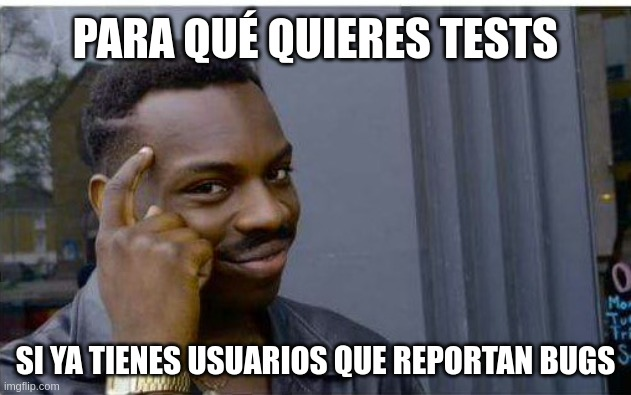 PARA QUÉ QUIERES TESTS
SI YA TIENES USUARIOS QUE REPORTAN BUGS
imgflip.com